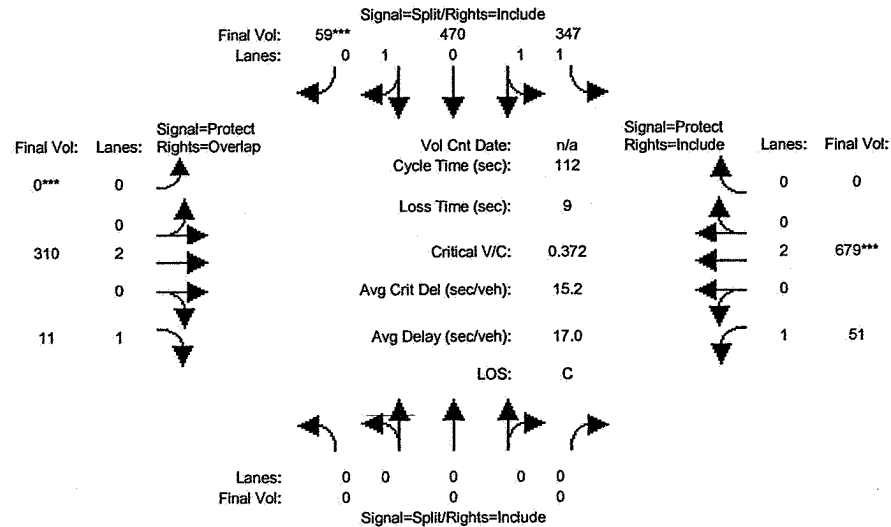 Signal=Split/Rights=Include
Final Vol: 59*** 470 347
Lanes: 0 1 0 1 1
Signal=Protect
Final Vol: Lanes: Rights=Overlap
Vol Cnt Date: n/a
Cycle Time (sec): 112
Signal=Protect
Rights=Include Lanes: Final Vol:
0*** 0
0 0
0
Loss Time (sec): 9
0
310 2
Critical V/C: 0.372
2 679***
0
Avg Crit Del (sec/veh): 15.2
0
11 1
Avg Delay (sec/veh): 17.0
1 51
LOS: C
Lanes: 0 0 0 0 0
Final Vol: 0 0 0
Signal=Split/Rights=Include